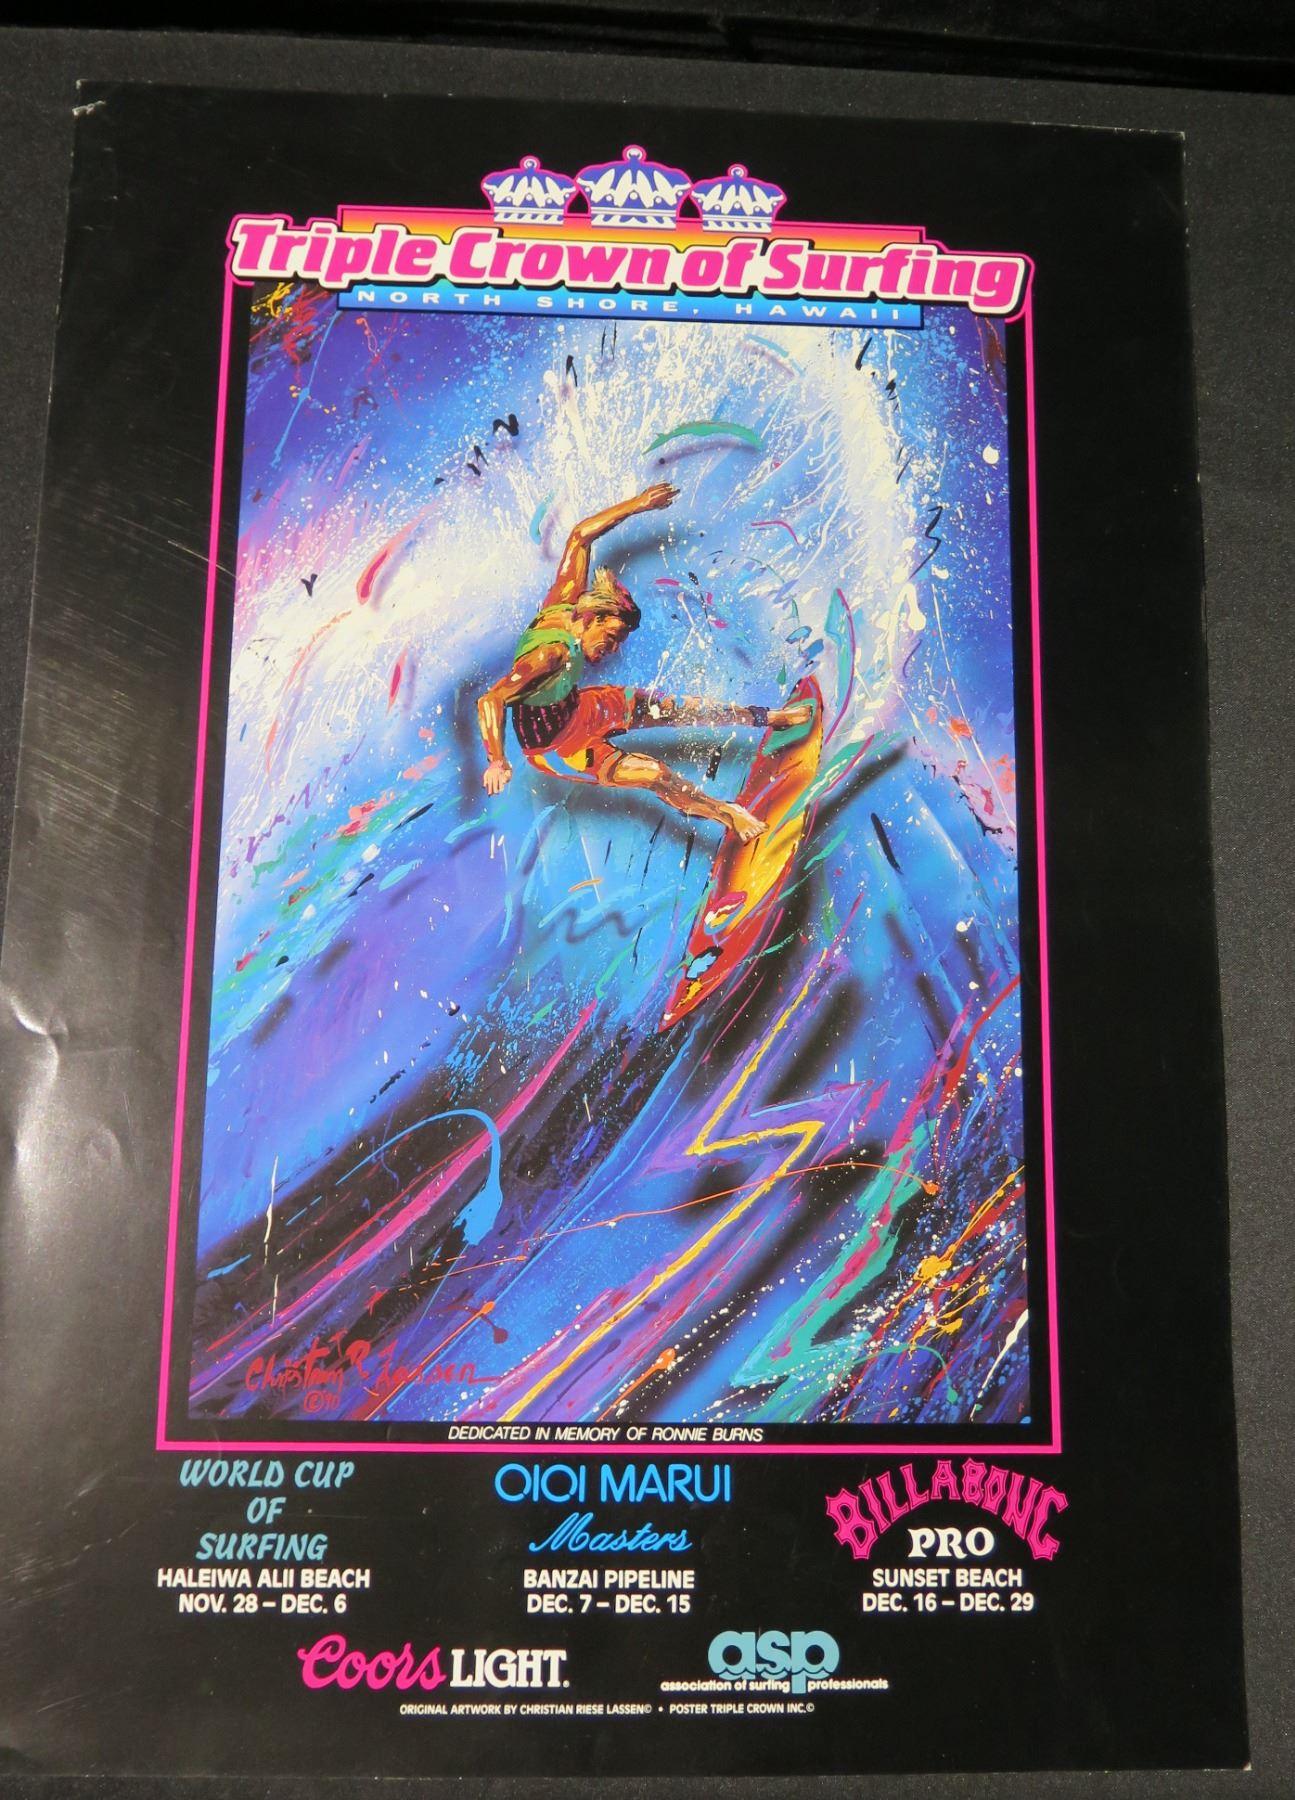 Triple Crown of Surfing
NORTH SHORE, HAWAII
Christian R Lassen
©90
DEDICATED IN MEMORY OF RONNIE BURNS
WORLD CUP
OF
SURFING
HALEIWA ALII BEACH
NOV. 28 – DEC. 6
OIOI MARUI
Masters
BANZAI PIPELINE
DEC. 7 – DEC. 15
BILLABONG
PRO
SUNSET BEACH
DEC. 16 – DEC. 29
Coors LIGHT.
asp
association of surfing professionals
ORIGINAL ARTWORK BY CHRISTIAN RIESE LASSEN© • POSTER TRIPLE CROWN INC.©